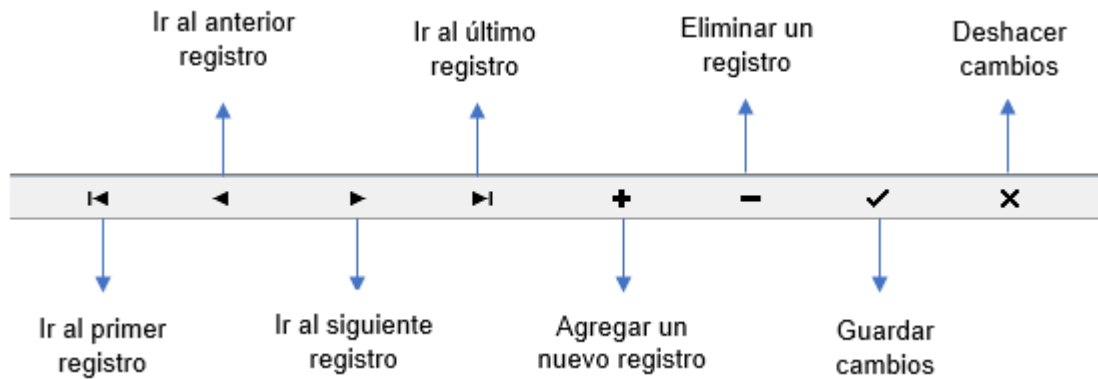 Ir al anterior
registro
Ir al último
registro
Eliminar un
registro
Deshacer
cambios
Ir al primer
registro
Ir al siguiente
registro
Agregar un
nuevo registro
Guardar
cambios